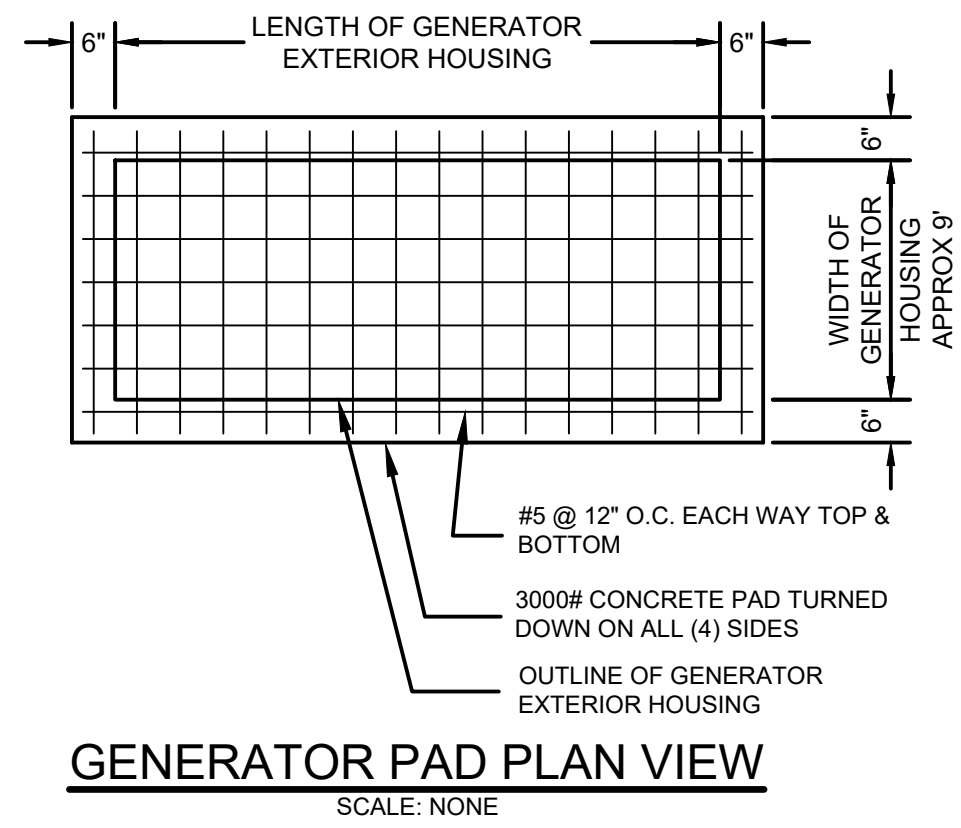 LENGTH OF GENERATOR
EXTERIOR HOUSING
6"
6"
6"
WIDTH OF
GENERATOR
HOUSING
APPROX 9'
6"
#5 @ 12" O.C. EACH WAY TOP &
BOTTOM
3000# CONCRETE PAD TURNED
DOWN ON ALL (4) SIDES
OUTLINE OF GENERATOR
EXTERIOR HOUSING
GENERATOR PAD PLAN VIEW
SCALE: NONE